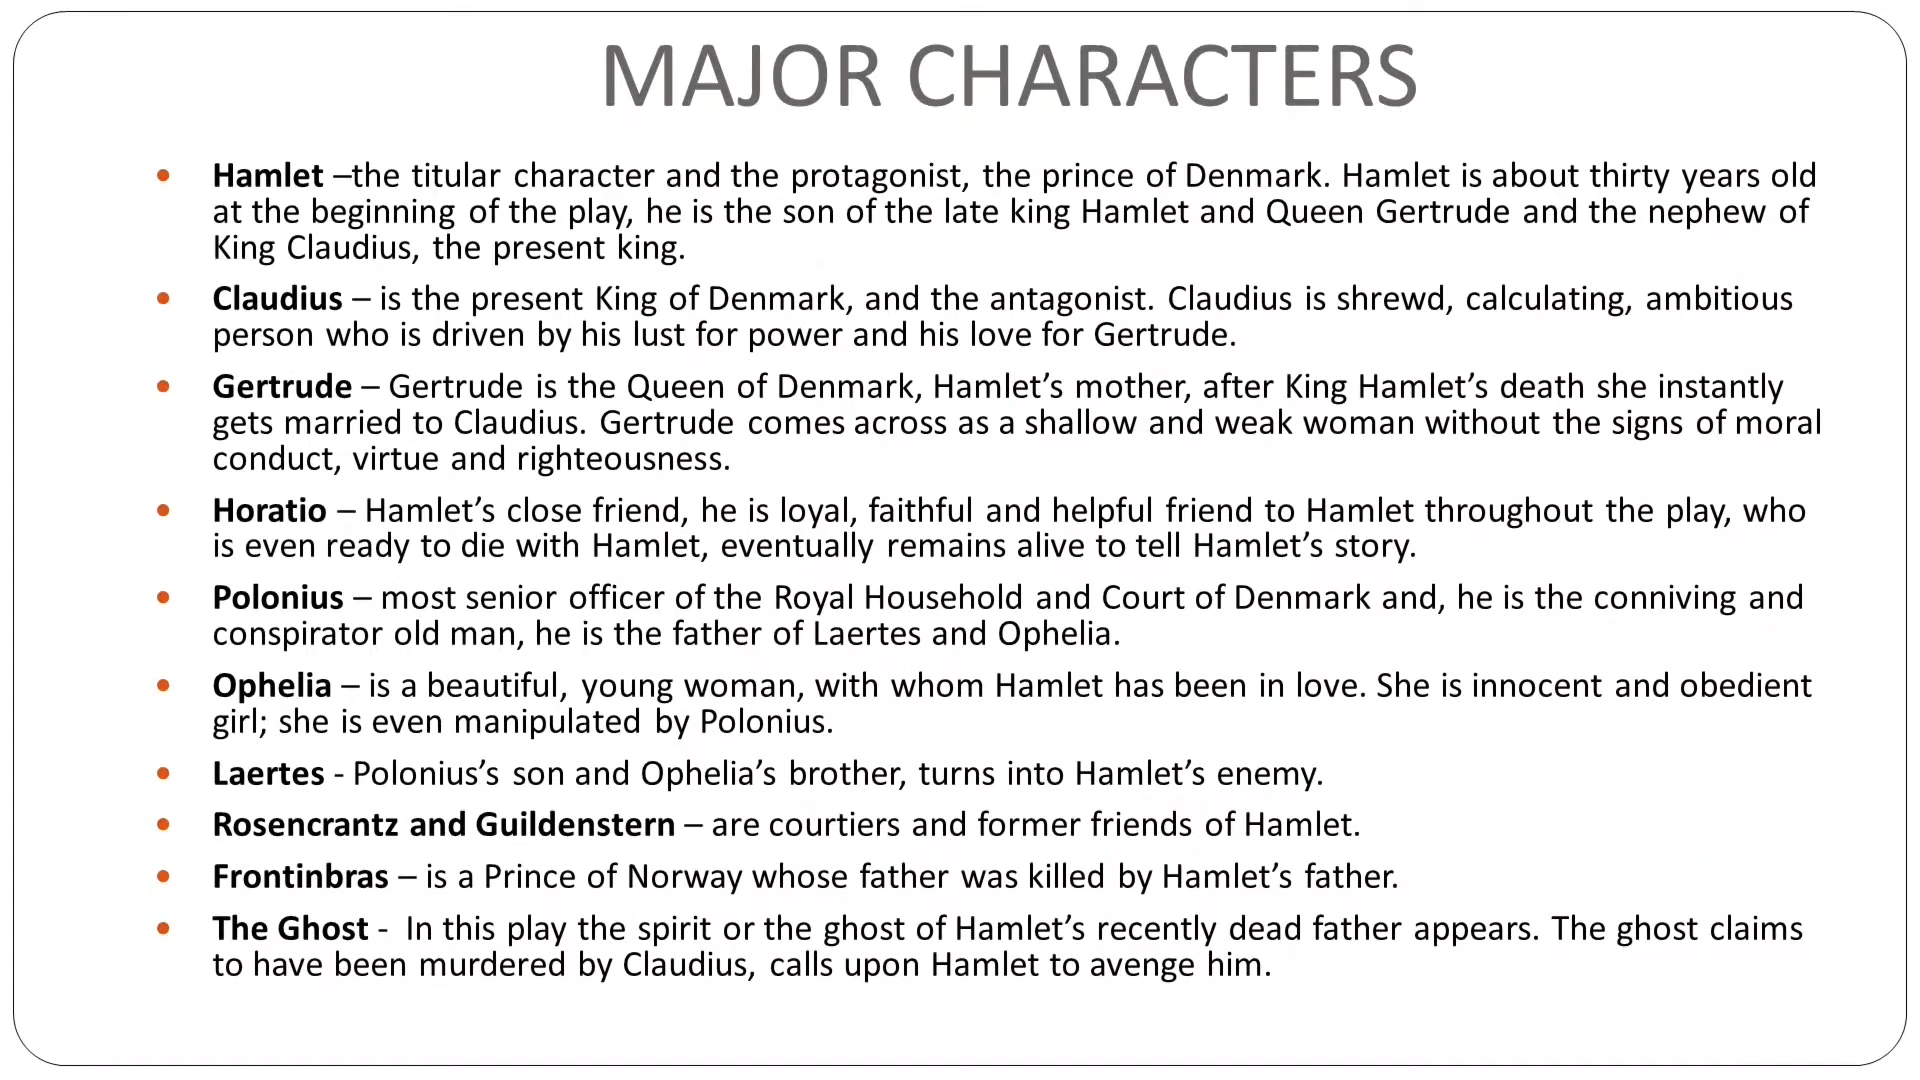 MAJOR CHARACTERS
• Hamlet –the titular character and the protagonist, the prince of Denmark. Hamlet is about thirty years old
at the beginning of the play, he is the son of the late king Hamlet and Queen Gertrude and the nephew of
King Claudius, the present king.
• Claudius – is the present King of Denmark, and the antagonist. Claudius is shrewd, calculating, ambitious
person who is driven by his lust for power and his love for Gertrude.
• Gertrude – Gertrude is the Queen of Denmark, Hamlet’s mother, after King Hamlet’s death she instantly
gets married to Claudius. Gertrude comes across as a shallow and weak woman without the signs of moral
conduct, virtue and righteousness.
• Horatio – Hamlet’s close friend, he is loyal, faithful and helpful friend to Hamlet throughout the play, who
is even ready to die with Hamlet, eventually remains alive to tell Hamlet’s story.
• Polonius – most senior officer of the Royal Household and Court of Denmark and, he is the conniving and
conspirator old man, he is the father of Laertes and Ophelia.
• Ophelia – is a beautiful, young woman, with whom Hamlet has been in love. She is innocent and obedient
girl; she is even manipulated by Polonius.
• Laertes - Polonius’s son and Ophelia’s brother, turns into Hamlet’s enemy.
• Rosencrantz and Guildenstern – are courtiers and former friends of Hamlet.
• Frontinbras – is a Prince of Norway whose father was killed by Hamlet’s father.
• The Ghost - In this play the spirit or the ghost of Hamlet’s recently dead father appears. The ghost claims
to have been murdered by Claudius, calls upon Hamlet to avenge him.